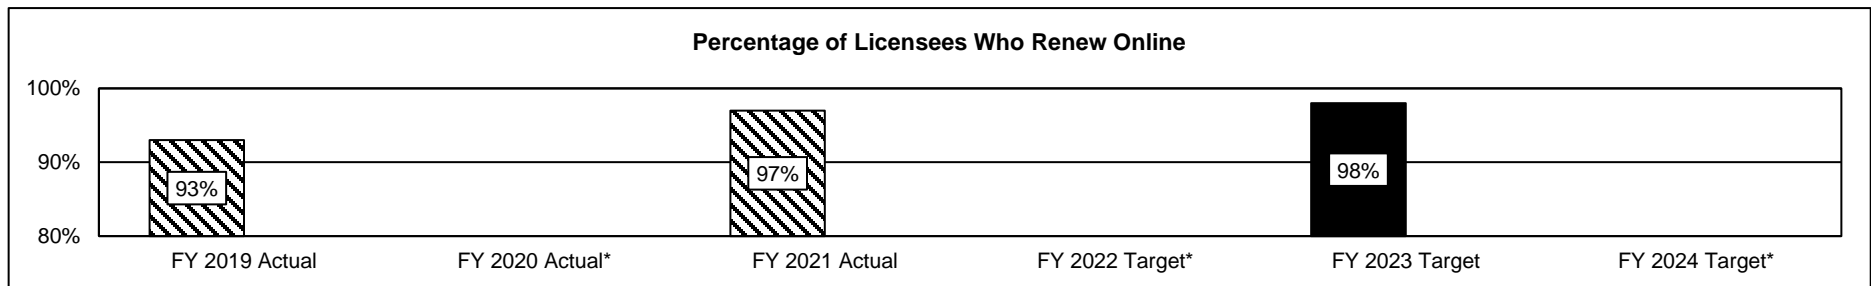 Percentage of Licensees Who Renew Online
100%
90%
80%
93%
97%
98%
FY 2019 Actual
FY 2020 Actual*
FY 2021 Actual
FY 2022 Target*
FY 2023 Target
FY 2024 Target*